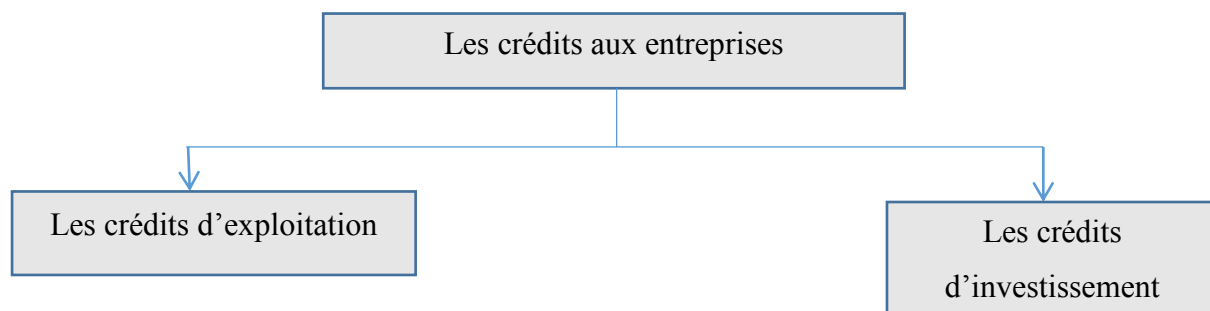 Les crédits aux entreprises
Les crédits d’exploitation
Les crédits
d’investissement